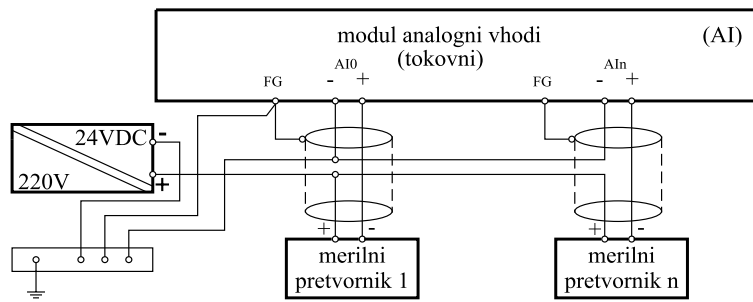 modul analogni vhodi (AI)
(tokovni)
FG - AI0 + FG - AIn +
24VDC -
220V +
+ - + -
merilni merilni
pretvornik 1 pretvornik n